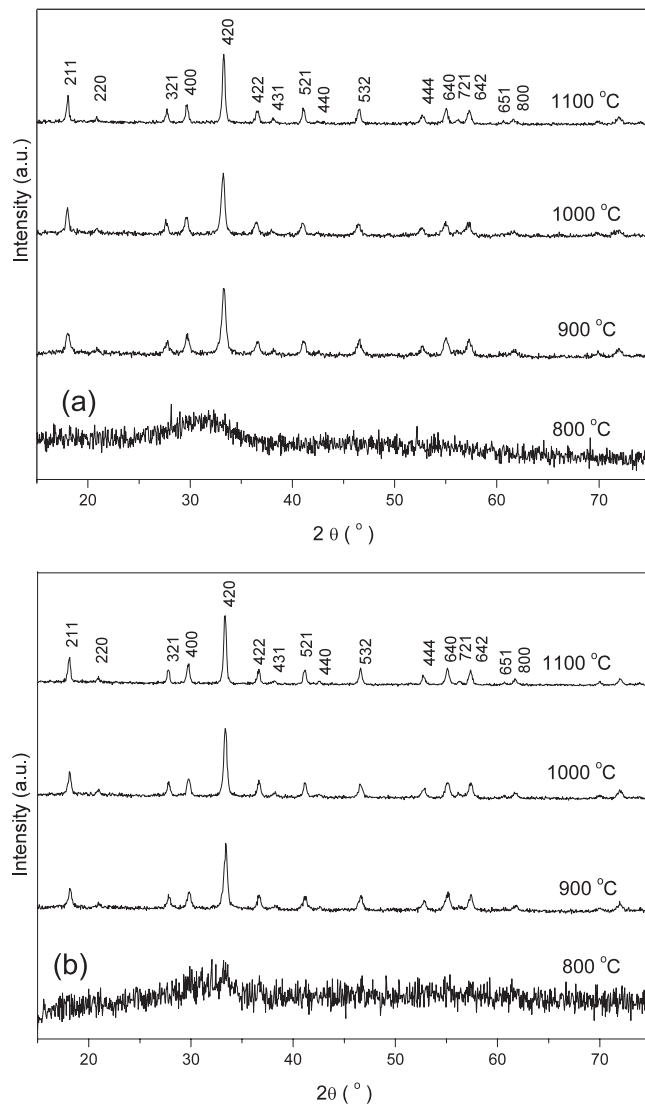 420
211
220
321
400
422
431
521
440
532
444
640
721
642
651
800
1100 °C
1000 °C
900 °C
(a)
800 °C
Intensity (a.u.)
20 30 40 50 60 70
2 θ ( ° )
420
211
220
321
400
422
431
521
440
532
444
640
721
642
651
800
1100 °C
1000 °C
900 °C
(b)
800 °C
Intensity (a.u.)
20 30 40 50 60 70
2θ ( ° )